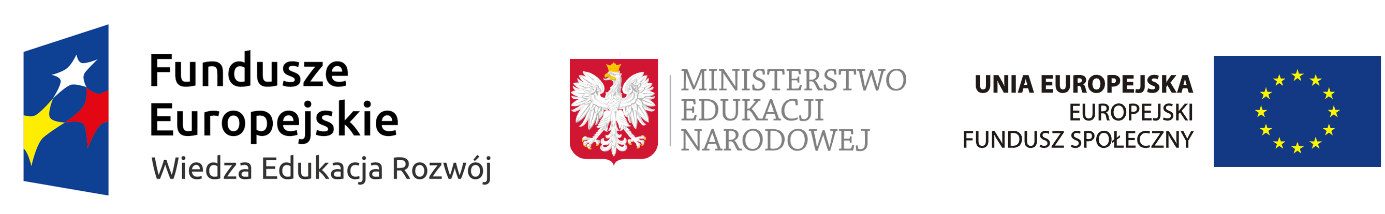 Fundusze
Europejskie
Wiedza Edukacja Rozwój
MINISTERSTWO
EDUKACJI
NARODOWEJ
UNIA EUROPEJSKA
EUROPEJSKI
FUNDUSZ SPOŁECZNY